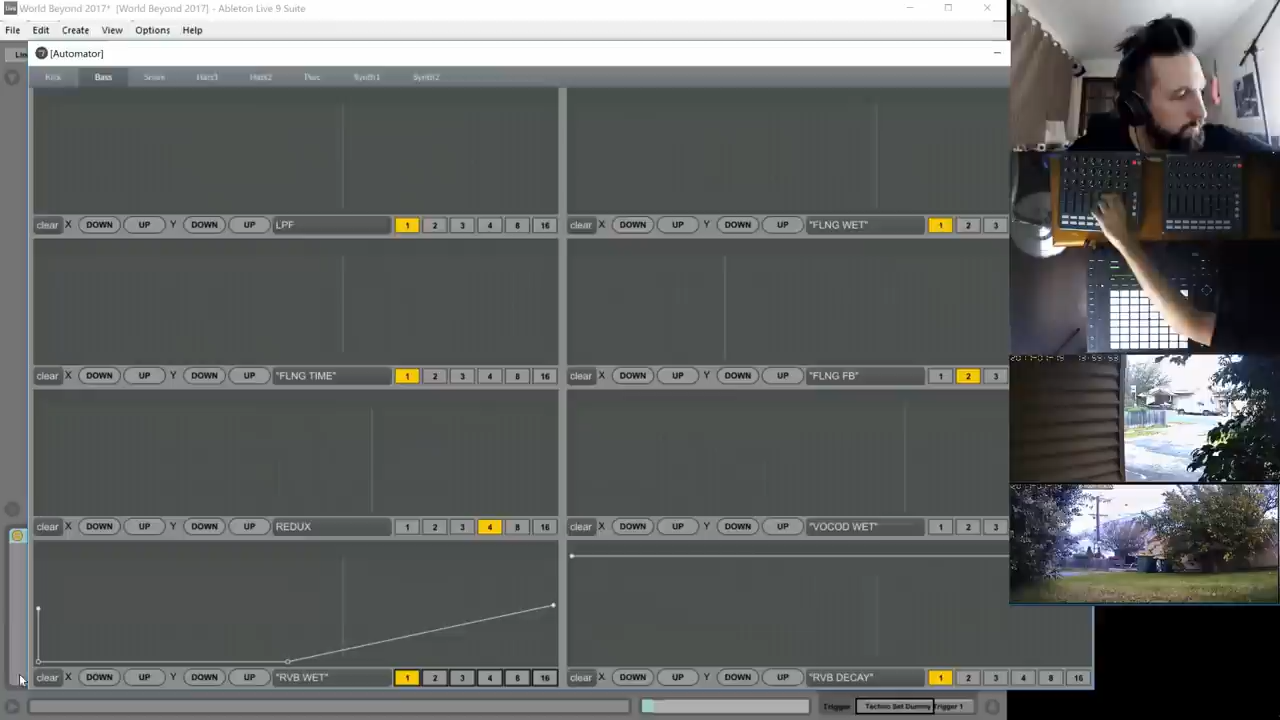 World Beyond 2017* [World Beyond 2017] - Ableton Live 9 Suite
File Edit Create View Options Help
[Automator]
Kick Bass Snare Hats1 Hats2 Perc Synth1 Synth2
clear X DOWN UP Y DOWN UP LPF 1 2 3 4 8 16 clear X DOWN UP Y DOWN UP "FLNG WET" 1 2 3
clear X DOWN UP Y DOWN UP "FLNG TIME" 1 2 3 4 8 16 clear X DOWN UP Y DOWN UP "FLNG FB" 1 2 3
clear X DOWN UP Y DOWN UP REDUX 1 2 3 4 8 16 clear X DOWN UP Y DOWN UP "VOCOD WET" 1 2 3
clear X DOWN UP Y DOWN UP "RVB WET" 1 2 3 4 8 16 clear X DOWN UP Y DOWN UP "RVB DECAY" 1 2 3 4 8 16
Trigger Techno Set Dummy Trigger 1